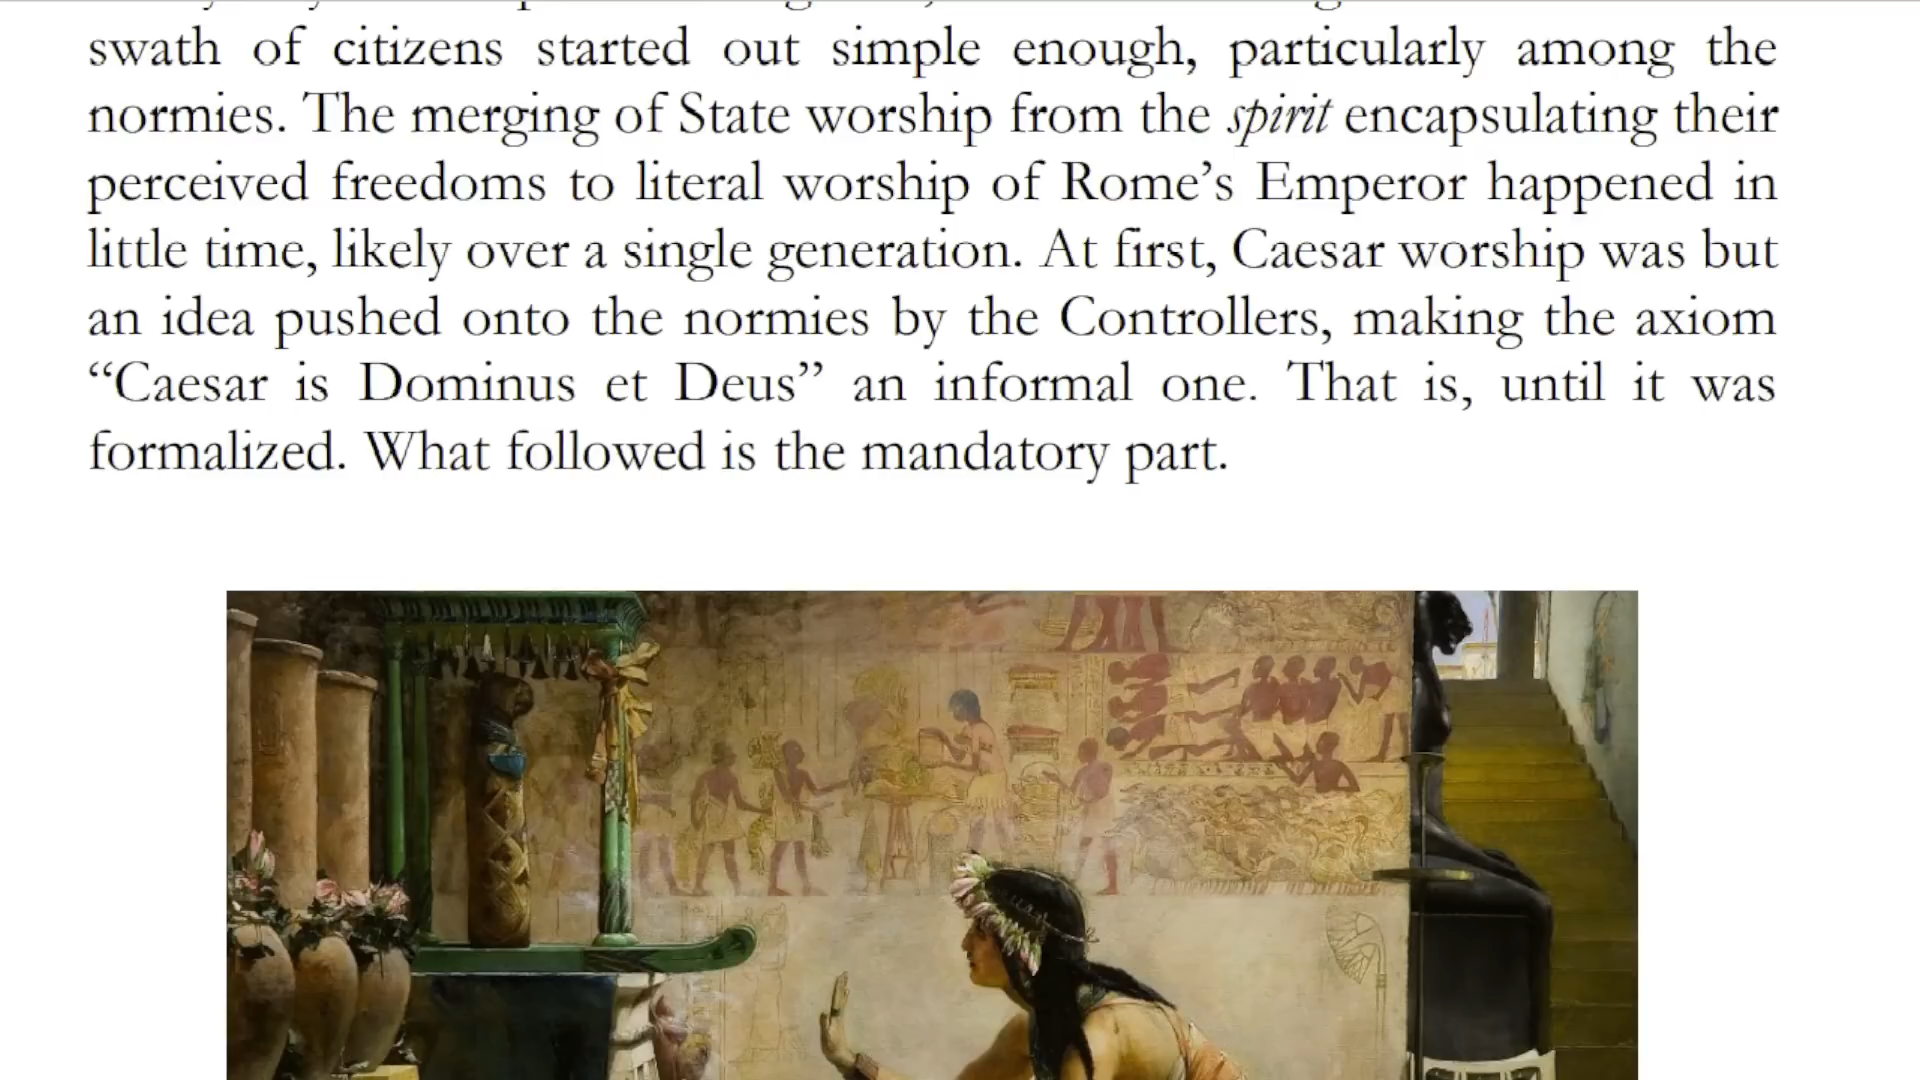 swath of citizens started out simple enough, particularly among the
normies. The merging of State worship from the spirit encapsulating their
perceived freedoms to literal worship of Rome’s Emperor happened in
little time, likely over a single generation. At first, Caesar worship was but
an idea pushed onto the normies by the Controllers, making the axiom
“Caesar is Dominus et Deus” an informal one. That is, until it was
formalized. What followed is the mandatory part.